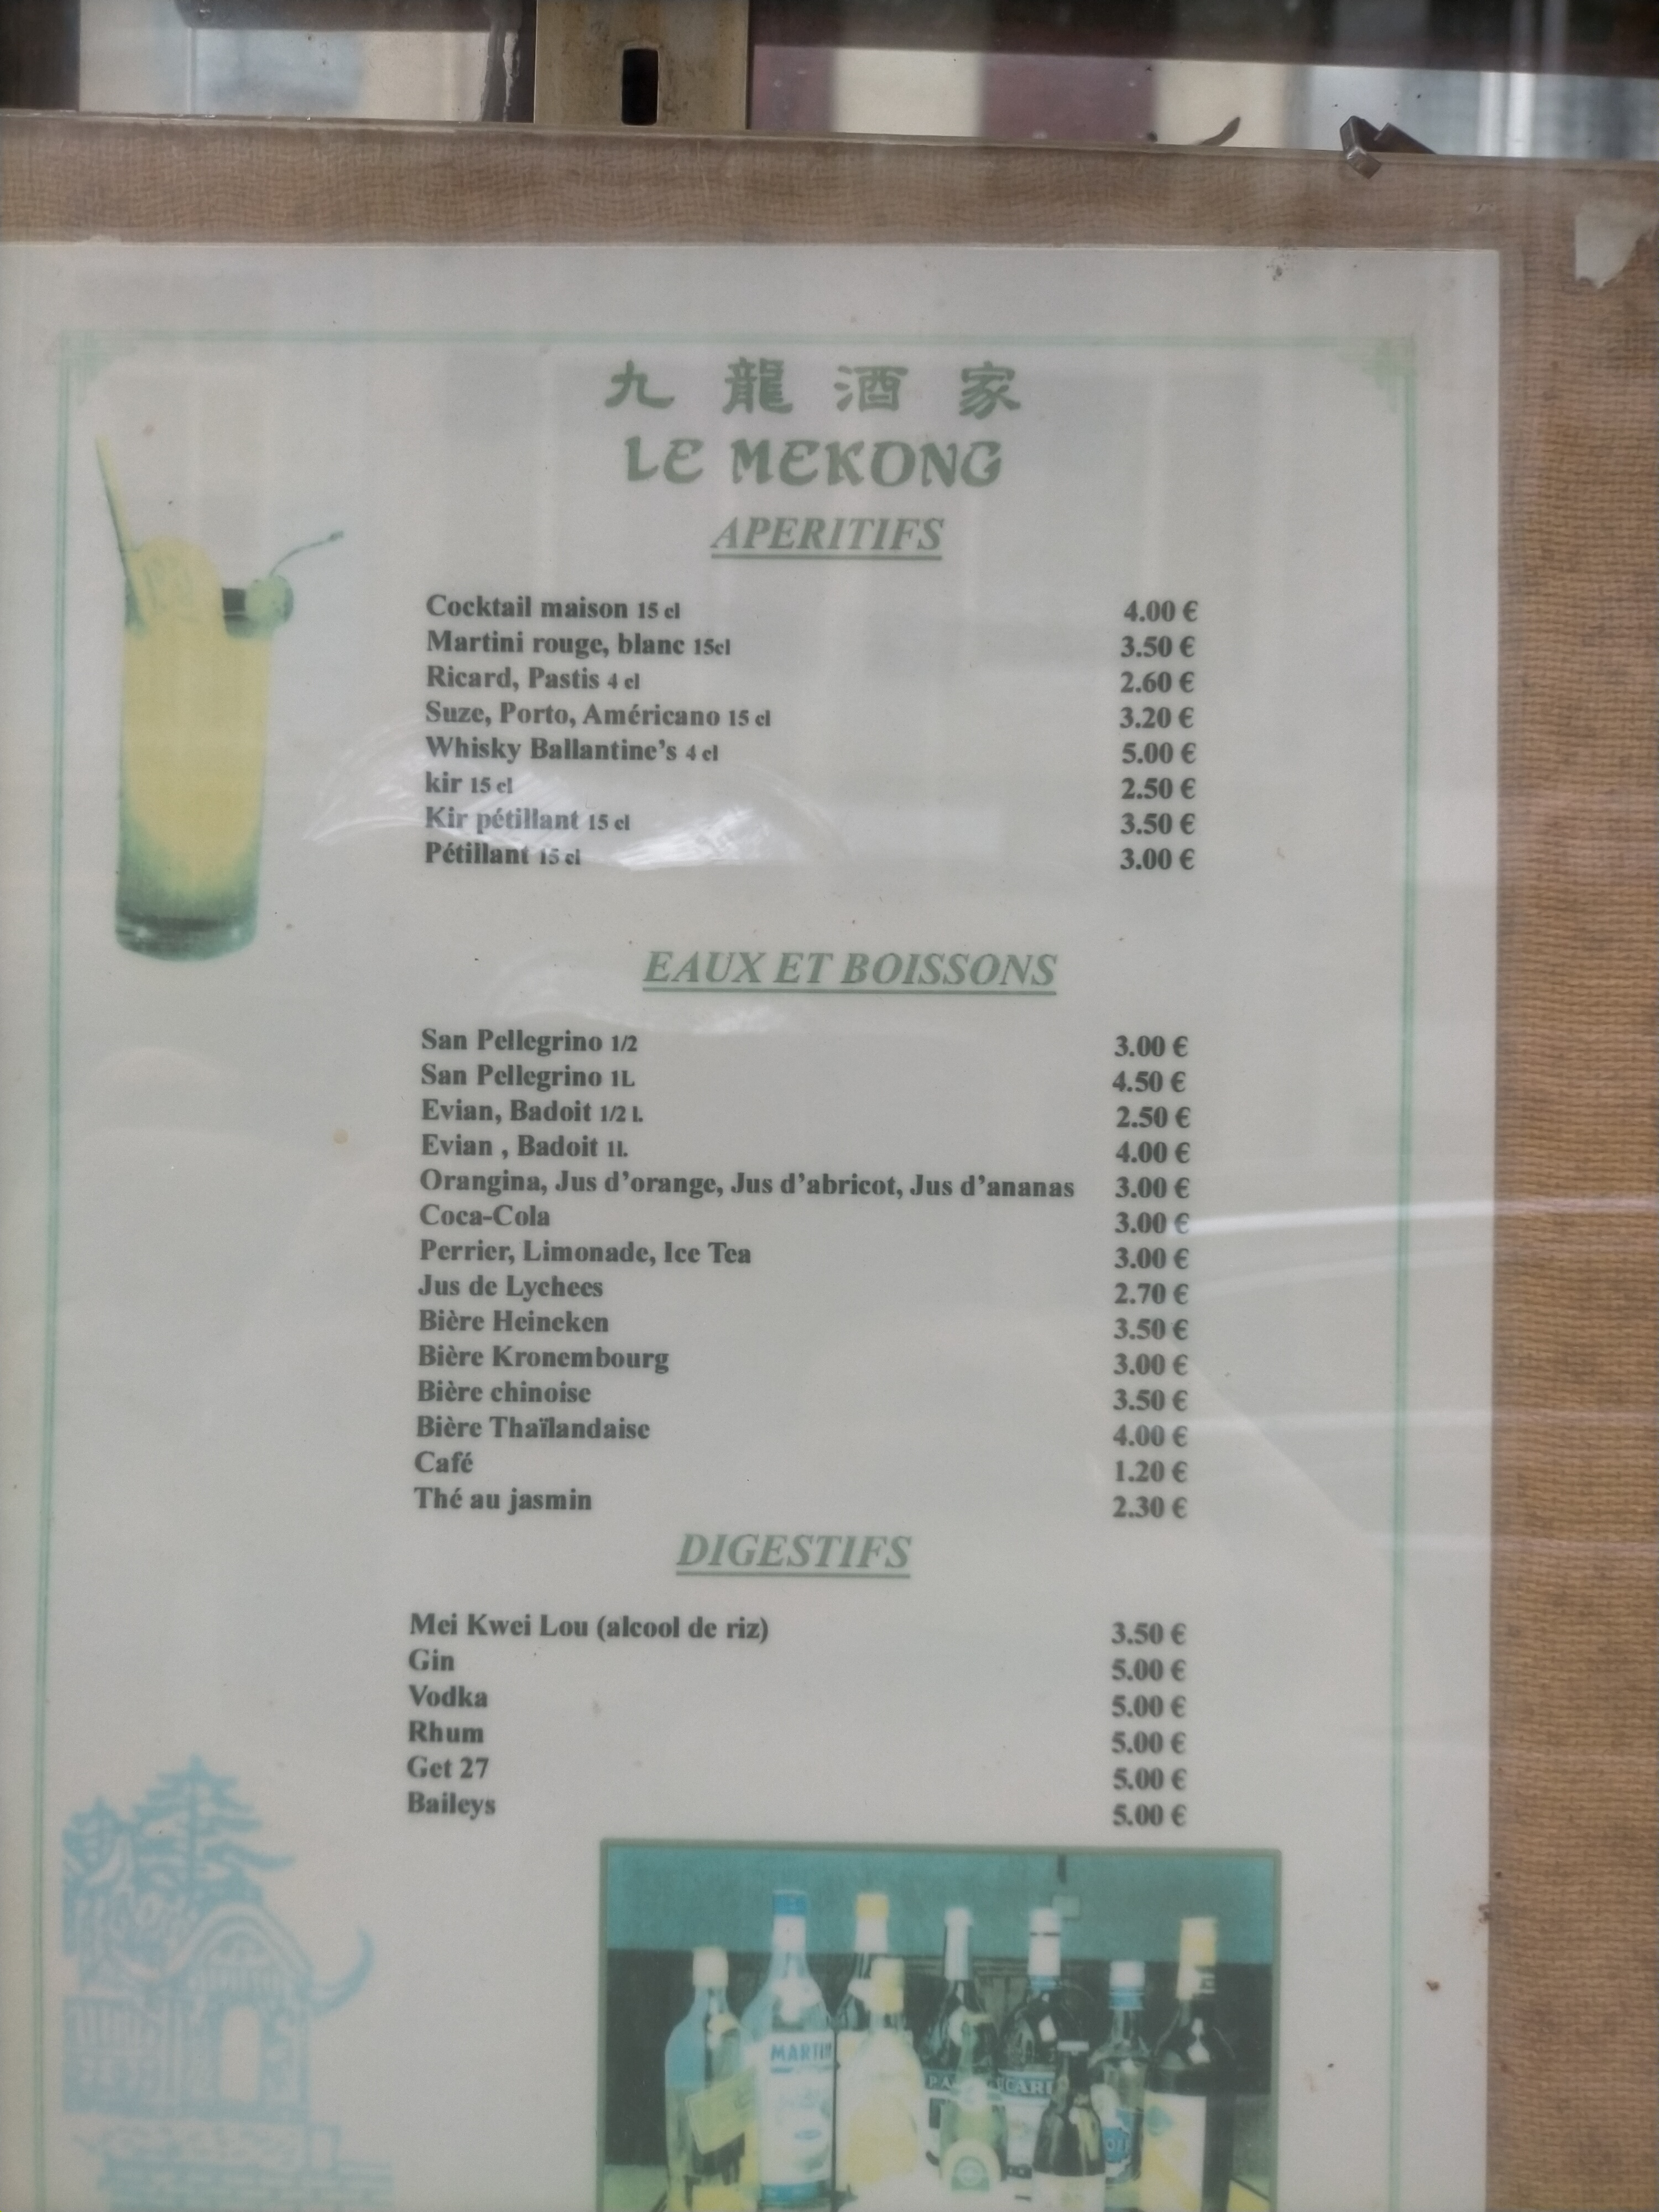 九龍酒家
LE MEKONG
APERITIFS
Cocktail maison 15 cl 4.00 €
Martini rouge, blanc 15cl 3.50 €
Ricard, Pastis 4 cl 2.60 €
Suze, Porto, Américano 15 cl 3.20 €
Whisky Ballantine's 4 cl 5.00 €
kir 15 cl 2.50 €
Kir pétillant 15 cl 3.50 €
Pétillant 15 cl 3.00 €
EAUX ET BOISSONS
San Pellegrino 1/2 3.00 €
San Pellegrino 1L 4.50 €
Evian, Badoit 1/2 l. 2.50 €
Evian , Badoit 1l. 4.00 €
Orangina, Jus d'orange, Jus d'abricot, Jus d'ananas 3.00 €
Coca-Cola 3.00 €
Perrier, Limonade, Ice Tea 3.00 €
Jus de Lychees 2.70 €
Bière Heineken 3.50 €
Bière Kronembourg 3.00 €
Bière chinoise 3.50 €
Bière Thaïlandaise 4.00 €
Café 1.20 €
Thé au jasmin 2.30 €
DIGESTIFS
Mei Kwei Lou (alcool de riz) 3.50 €
Gin 5.00 €
Vodka 5.00 €
Rhum 5.00 €
Get 27 5.00 €
Baileys 5.00 €
MARTI